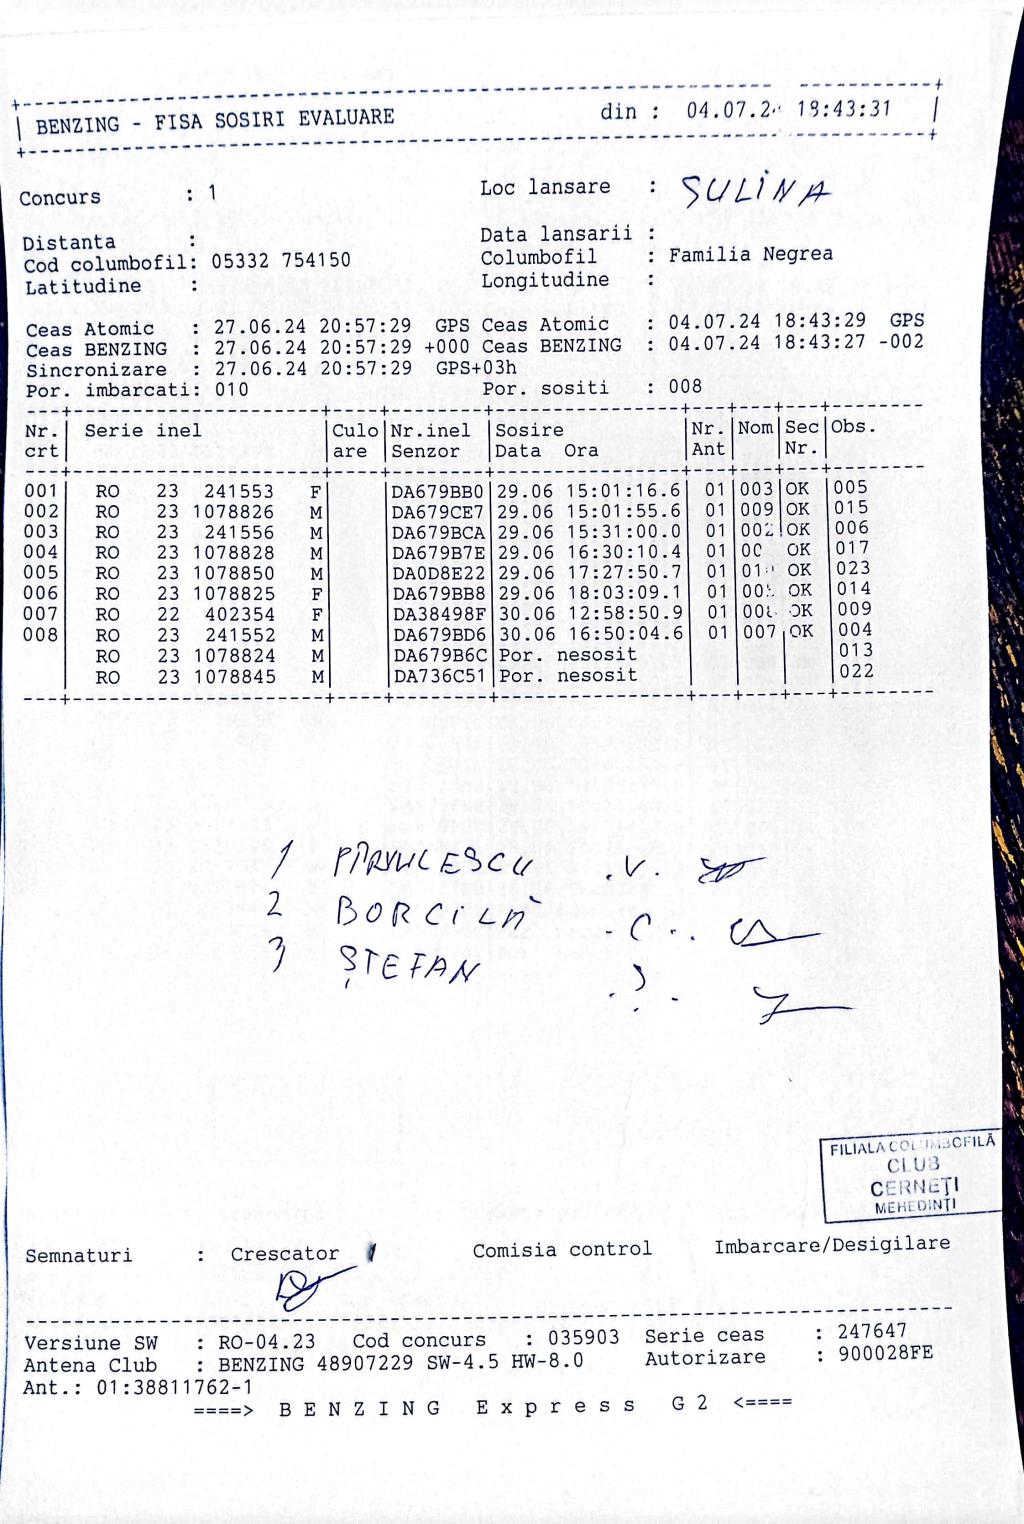 BENZING - FISA SOSIRI EVALUARE din : 04.07.2 18:43:31
Concurs : 1 Loc lansare : SULINA
Distanta : Data lansarii :
Cod columbofil: 05332 754150 Columbofil : Familia Negrea
Latitudine : Longitudine :
Ceas Atomic : 27.06.24 20:57:29 GPS Ceas Atomic : 04.07.24 18:43:29 GPS
Ceas BENZING : 27.06.24 20:57:29 +000 Ceas BENZING : 04.07.24 18:43:27 -002
Sincronizare : 27.06.24 20:57:29 GPS+03h
Por. imbarcati: 010 Por. sositi : 008
Nr. Serie inel Culo Nr.inel Sosire Nr. Nom Sec Obs.
crt are Senzor Data Ora Ant Nr.
001 RO 23 241553 F DA679BB0 29.06 15:01:16.6 01 003 OK 005
002 RO 23 1078826 M DA679CE7 29.06 15:01:55.6 01 009 OK 015
003 RO 23 241556 M DA679BCA 29.06 15:31:00.0 01 002 OK 006
004 RO 23 1078828 M DA679B7E 29.06 16:30:10.4 01 OK 017
005 RO 23 1078850 M DA0D8E22 29.06 17:27:50.7 01 OK 023
006 RO 23 1078825 F DA679BB8 29.06 18:03:09.1 01 OK 014
007 RO 22 402354 F DA38498F 30.06 12:58:50.9 01 OK 009
008 RO 23 241552 M DA679BD6 30.06 16:50:04.6 01 007 OK 004
RO 23 1078824 M DA679B6C Por. nesosit 013
RO 23 1078845 M DA736C51 Por. nesosit 022
1 PÎRVULESCU .V.
2 BORCILĂ .C..
3 ȘTEFAN
FILIALA COLUMBOFILĂ
CLUB
CERNEȚI
MEHEDINȚI
Semnaturi : Crescator Comisia control Imbarcare/Desigilare
Versiune SW : RO-04.23 Cod concurs : 035903 Serie ceas : 247647
Antena Club : BENZING 48907229 SW-4.5 HW-8.0 Autorizare : 900028FE
Ant.: 01:38811762-1
====> B E N Z I N G E x p r e s s G 2 <====